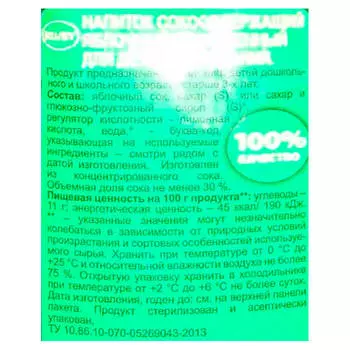 НАПИТОК СОКОСОДЕРЖАЩИЙ
ДЛЯ
Продукт предназначен для детей дошколь-
ного и школьного возраста старше 3-х лет.
Состав: яблочный сок, сахар (S)* или сахар и
глюкозно-фруктозный сироп (S)*,
регулятор кислотности - лимонная
кислота, вода. * - буква-код,
указывающая на используемые
ингредиенты – смотри рядом с
датой изготовления. Изготовлен
из концентрированного сока.
Объемная доля сока не менее 30 %.
100%
КАЧЕСТВО
Пищевая ценность на 100 г продукта**: углеводы –
11 г; энергетическая ценность – 45 ккал/ 190 кДж.
** - указанные значения могут незначительно
колебаться в зависимости от природных условий
произрастания и сортовых особенностей используе-
мого сырья. Хранить при температуре от 0 °С до
+25 °С и относительной влажности воздуха не более
75 %. Открытую упаковку хранить в холодильнике
при температуре от +2 °С до +6 °С не более суток.
Дата изготовления, годен до: см. на верхней панели
пакета. Продукт стерилизован и асептически
упакован.
ТУ 10.86.10-070-05269043-2013